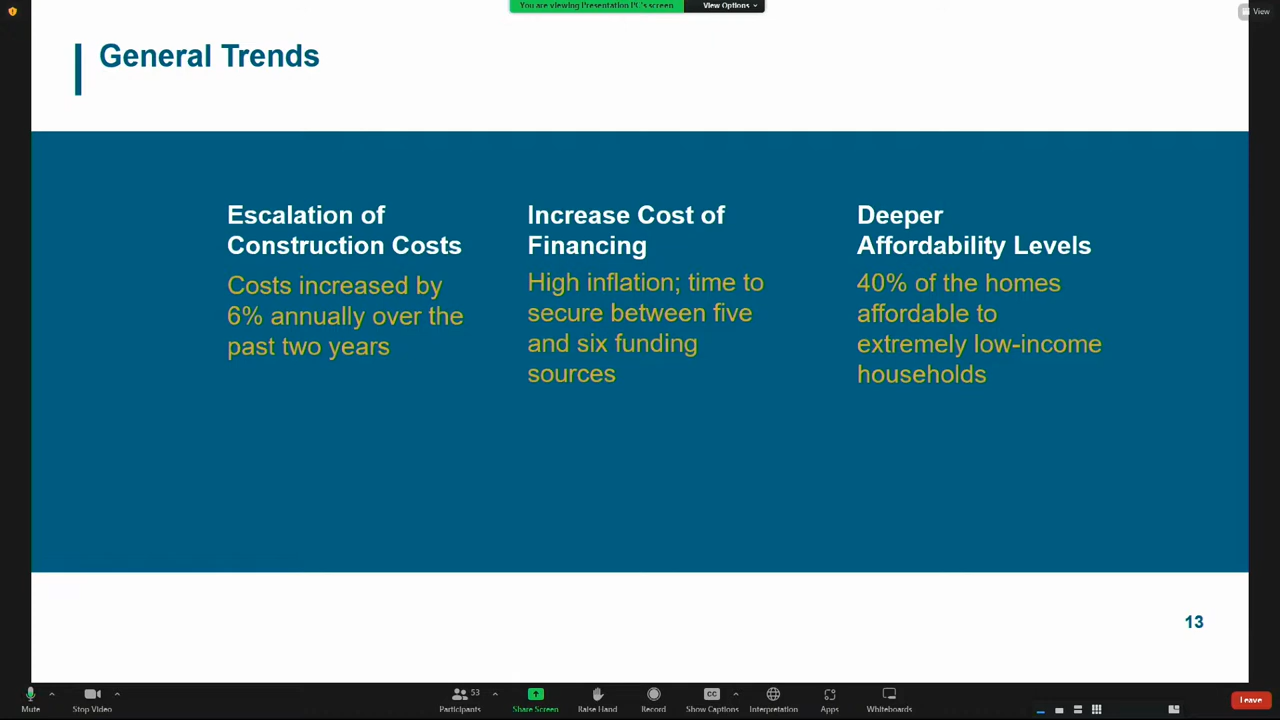 You are viewing Presentation PC's screen
View Options
View
General Trends
Escalation of
Construction Costs
Costs increased by
6% annually over the
past two years
Increase Cost of
Financing
High inflation; time to
secure between five
and six funding
sources
Deeper
Affordability Levels
40% of the homes
affordable to
extremely low-income
households
13
Mute
Stop Video
53
Participants
Share Screen
Raise Hand
Record
CC
Show Captions
Interpretation
Apps
Whiteboards
Leave